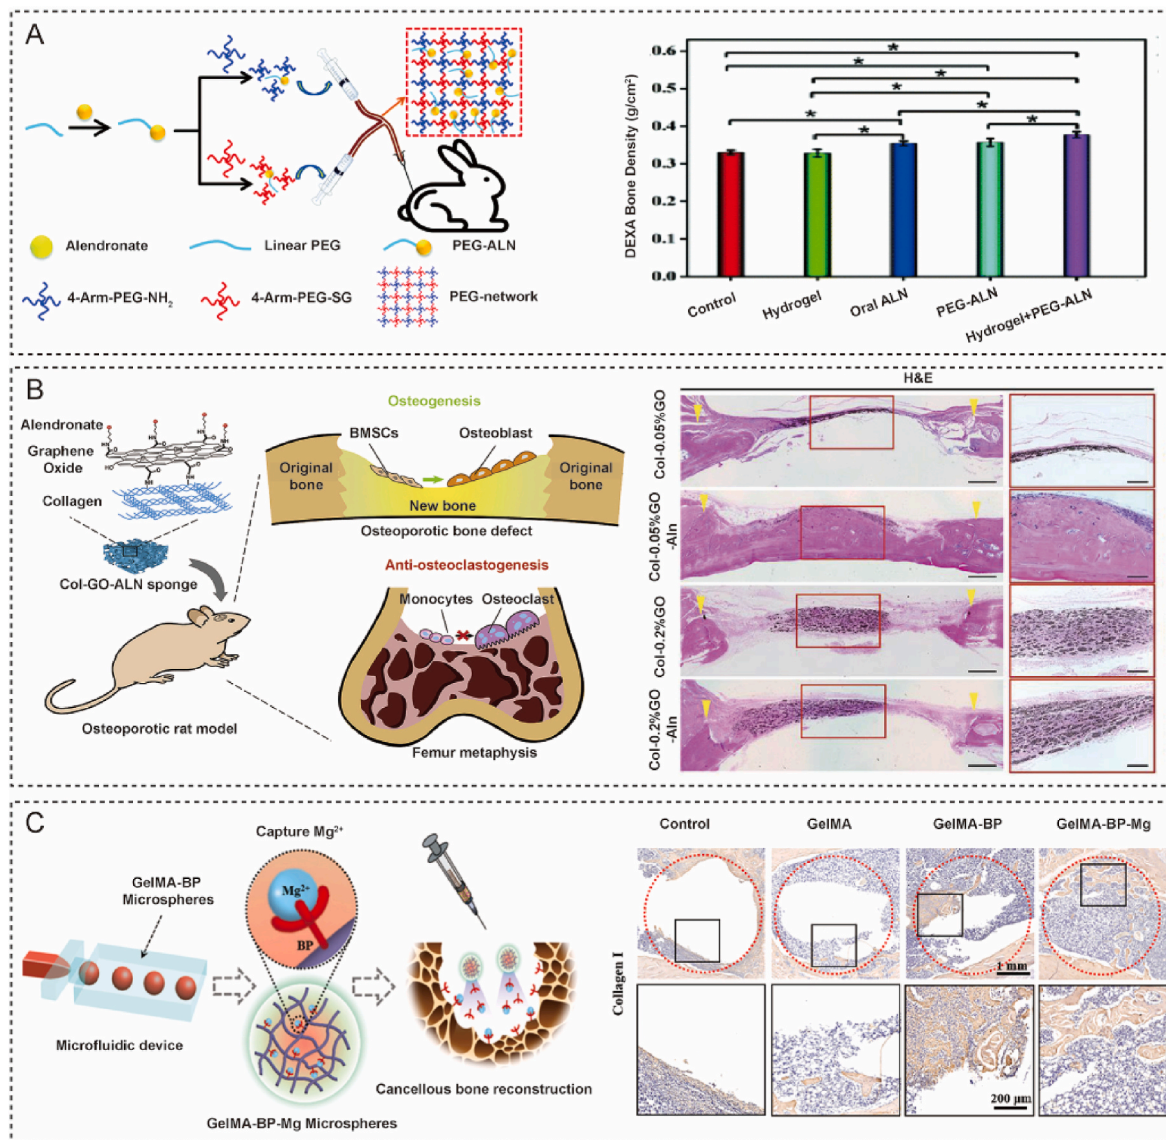 A
Alendronate
Linear PEG
PEG-ALN
4-Arm-PEG-NH2
4-Arm-PEG-SG
PEG-network
DEXA Bone Density (g/cm²)
0.6
0.5
0.4
0.3
0.2
0.1
0.0
*
*
*
*
*
*
*
*
Control
Hydrogel
Oral ALN
PEG-ALN
Hydrogel+PEG-ALN
B
Alendronate
Graphene
Oxide
Collagen
Col-GO-ALN sponge
Osteoporotic rat model
Osteogenesis
BMSCs
Osteoblast
Original
bone
Original
bone
New bone
Osteoporotic bone defect
Anti-osteoclastogenesis
Monocytes
Osteoclast
Femur metaphysis
H&E
Col-0.05%GO
Col-0.05%GO
-Aln
Col-0.2%GO
Col-0.2%GO
-Aln
C
GelMA-BP
Microspheres
Microfluidic device
Capture Mg²⁺
Mg²⁺
BP
GelMA-BP-Mg Microspheres
Cancellous bone reconstruction
Control
GelMA
GelMA-BP
GelMA-BP-Mg
Collagen I
1 mm
200 μm